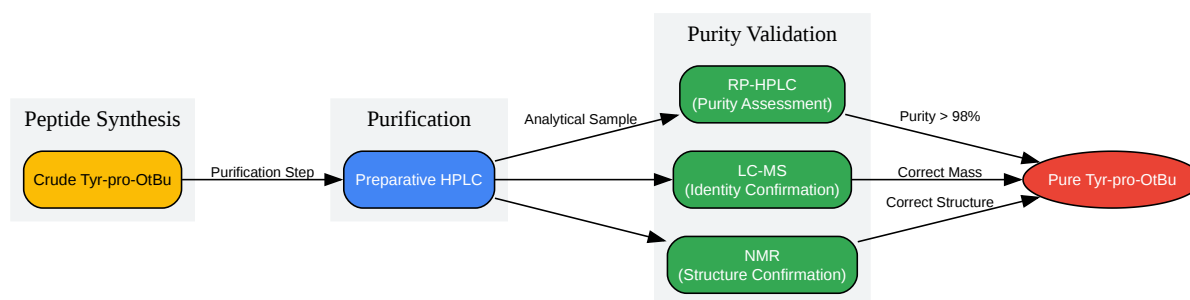 Peptide Synthesis
Crude Tyr-pro-OtBu
Purification Step
Purification
Preparative HPLC
Analytical Sample
Purity Validation
RP-HPLC
(Purity Assessment)
LC-MS
(Identity Confirmation)
NMR
(Structure Confirmation)
Purity > 98%
Correct Mass
Correct Structure
Pure Tyr-pro-OtBu